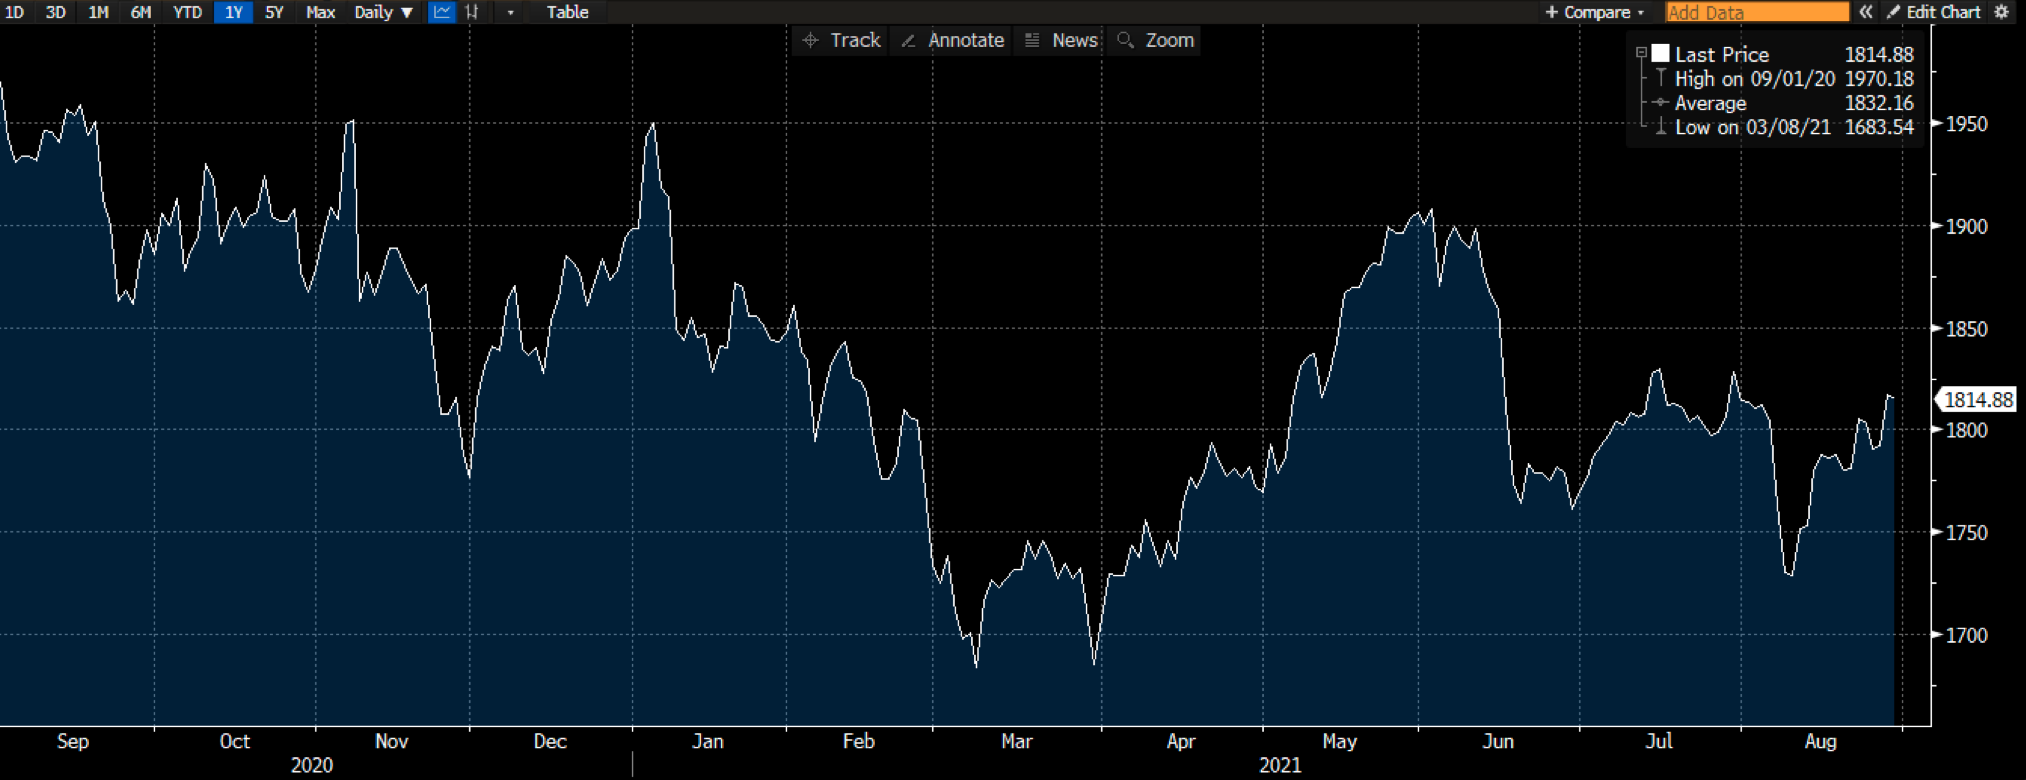 1D 3D 1M 6M YTD 1Y 5Y Max Daily ▼ Table + Compare Add Data « Edit Chart
Track Annotate News Zoom
Last Price 1814.88
High on 09/01/20 1970.18
Average 1832.16
Low on 03/08/21 1683.54
1950
1900
1850
1814.88
1800
1750
1700
Sep Oct Nov Dec Jan Feb Mar Apr May Jun Jul Aug
2020 2021